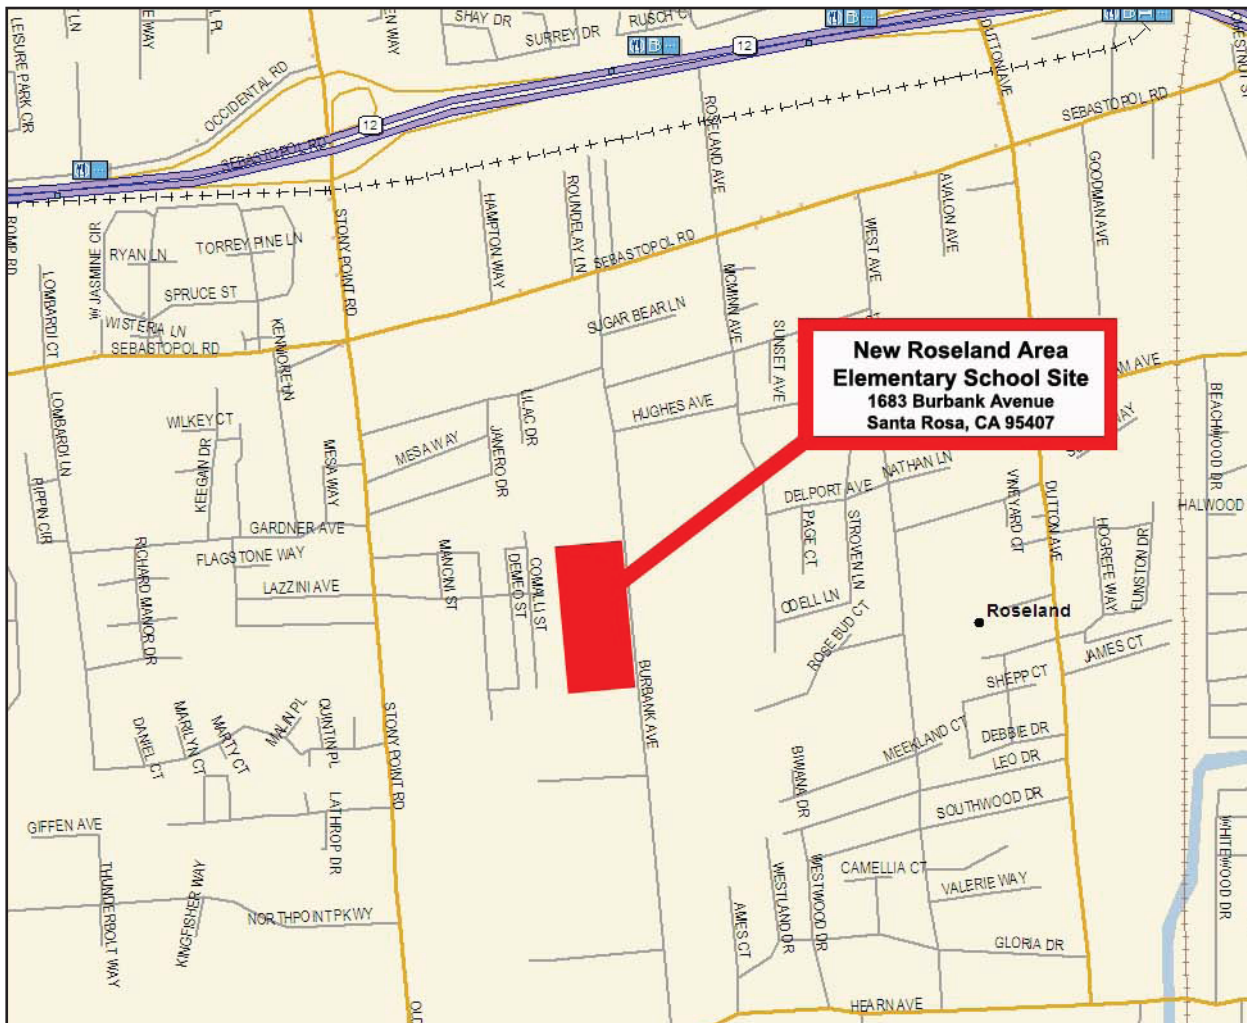 SHAY DR
RUSCH C
SURREY DR
LEISURE PARK CIR
Y LN
E WAY
L PL
EN WAY
12
DUTTON AVE
OCCIDENTAL RD
12
SEBASTOPOL RD
ROSELAND AVE
SEBASTOPOL RD
GOODMAN AVE
AVALON AVE
WEST AVE
HAMPTON WAY
ROUNDELAY LN
SEBASTOPOL RD
STONY POINT RD
W JASMINE CIR
RYAN LN
TORREY PINE LN
SPRUCE ST
WISTERIA LN
SEBASTOPOL RD
LOMBARDI CT
KENMORE LN
SUGAR BEAR LN
MCMINN AVE
SUNSET AVE
New Roseland Area
Elementary School Site
1683 Burbank Avenue
Santa Rosa, CA 95407
AM AVE
BEACHWOOD DR
LOMBARDI LN
WILKEY CT
KEEGAN DR
MESA WAY
MESA WAY
LILAC DR
JANERO DR
HUGHES AVE
NATHAN LN
DELPORT AVE
PAGE CT
STROVEN LN
VINEYARD CT
DUTTON AVE
HALWOOD
HOGREFE WAY
FUNSTON DR
PIPPIN CIR
GARDNER AVE
FLAGSTONE WAY
RICHARD MANOR DR
LAZZINI AVE
MANCINI ST
DEMEO ST
COMALLI ST
ODELL LN
ROSE BUD CT
Roseland
JAMES CT
SHEPP CT
BURBANK AVE
STONY POINT RD
DANIEL CT
MARILYN CT
MARTY CT
MALIN PL
QUINTIN PL
MEEKLAND CT
DEBBIE DR
LEO DR
BIWANA DR
SOUTHWOOD DR
LATHROP DR
GIFFEN AVE
THUNDERBOLT WAY
KINGFISHER WAY
NORTHPOINT PKWY
CAMELLIA CT
VALERIE WAY
WESTLAND DR
WESTWOOD DR
AMES CT
GLORIA DR
WHITEWOOD DR
HEARN AVE